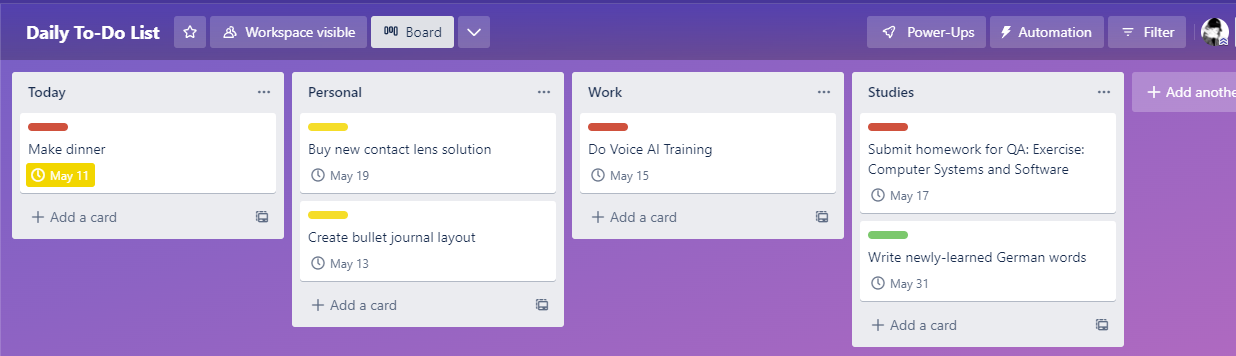 Daily To-Do List
Workspace visible
Board
Power-Ups
Automation
Filter
Today
Make dinner
May 11
Add a card
Personal
Buy new contact lens solution
May 19
Create bullet journal layout
May 13
Add a card
Work
Do Voice AI Training
May 15
Add a card
Studies
Submit homework for QA: Exercise:
Computer Systems and Software
May 17
Write newly-learned German words
May 31
Add a card
Add anothe